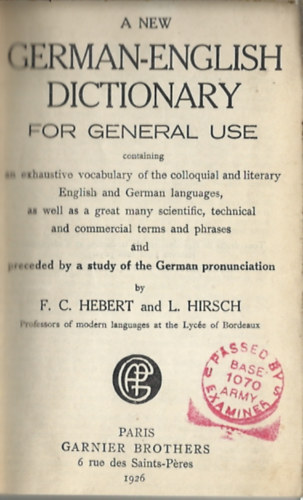 A NEW
GERMAN-ENGLISH
DICTIONARY
FOR GENERAL USE
containing
an exhaustive vocabulary of the colloquial and literary
English and German languages,
as well as a great many scientific, technical
and commercial terms and phrases
and
preceded by a study of the German pronunciation
by
F. C. HEBERT and L. HIRSCH
Professors of modern languages at the Lycée of Bordeaux
PASSED BY
BASE
1070
ARMY
EXAMINER
PARIS
GARNIER BROTHERS
6 rue des Saints-Pères
1926